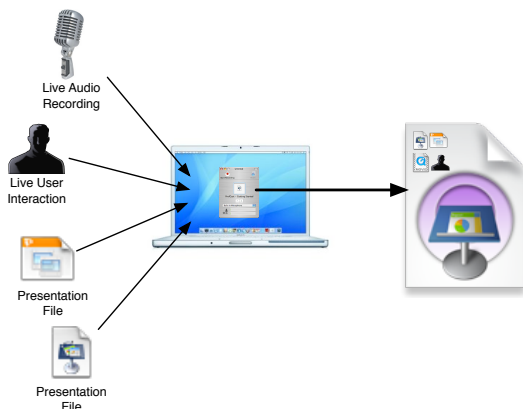 Live Audio
Recording
Live User
Interaction
Presentation
File
Presentation
File